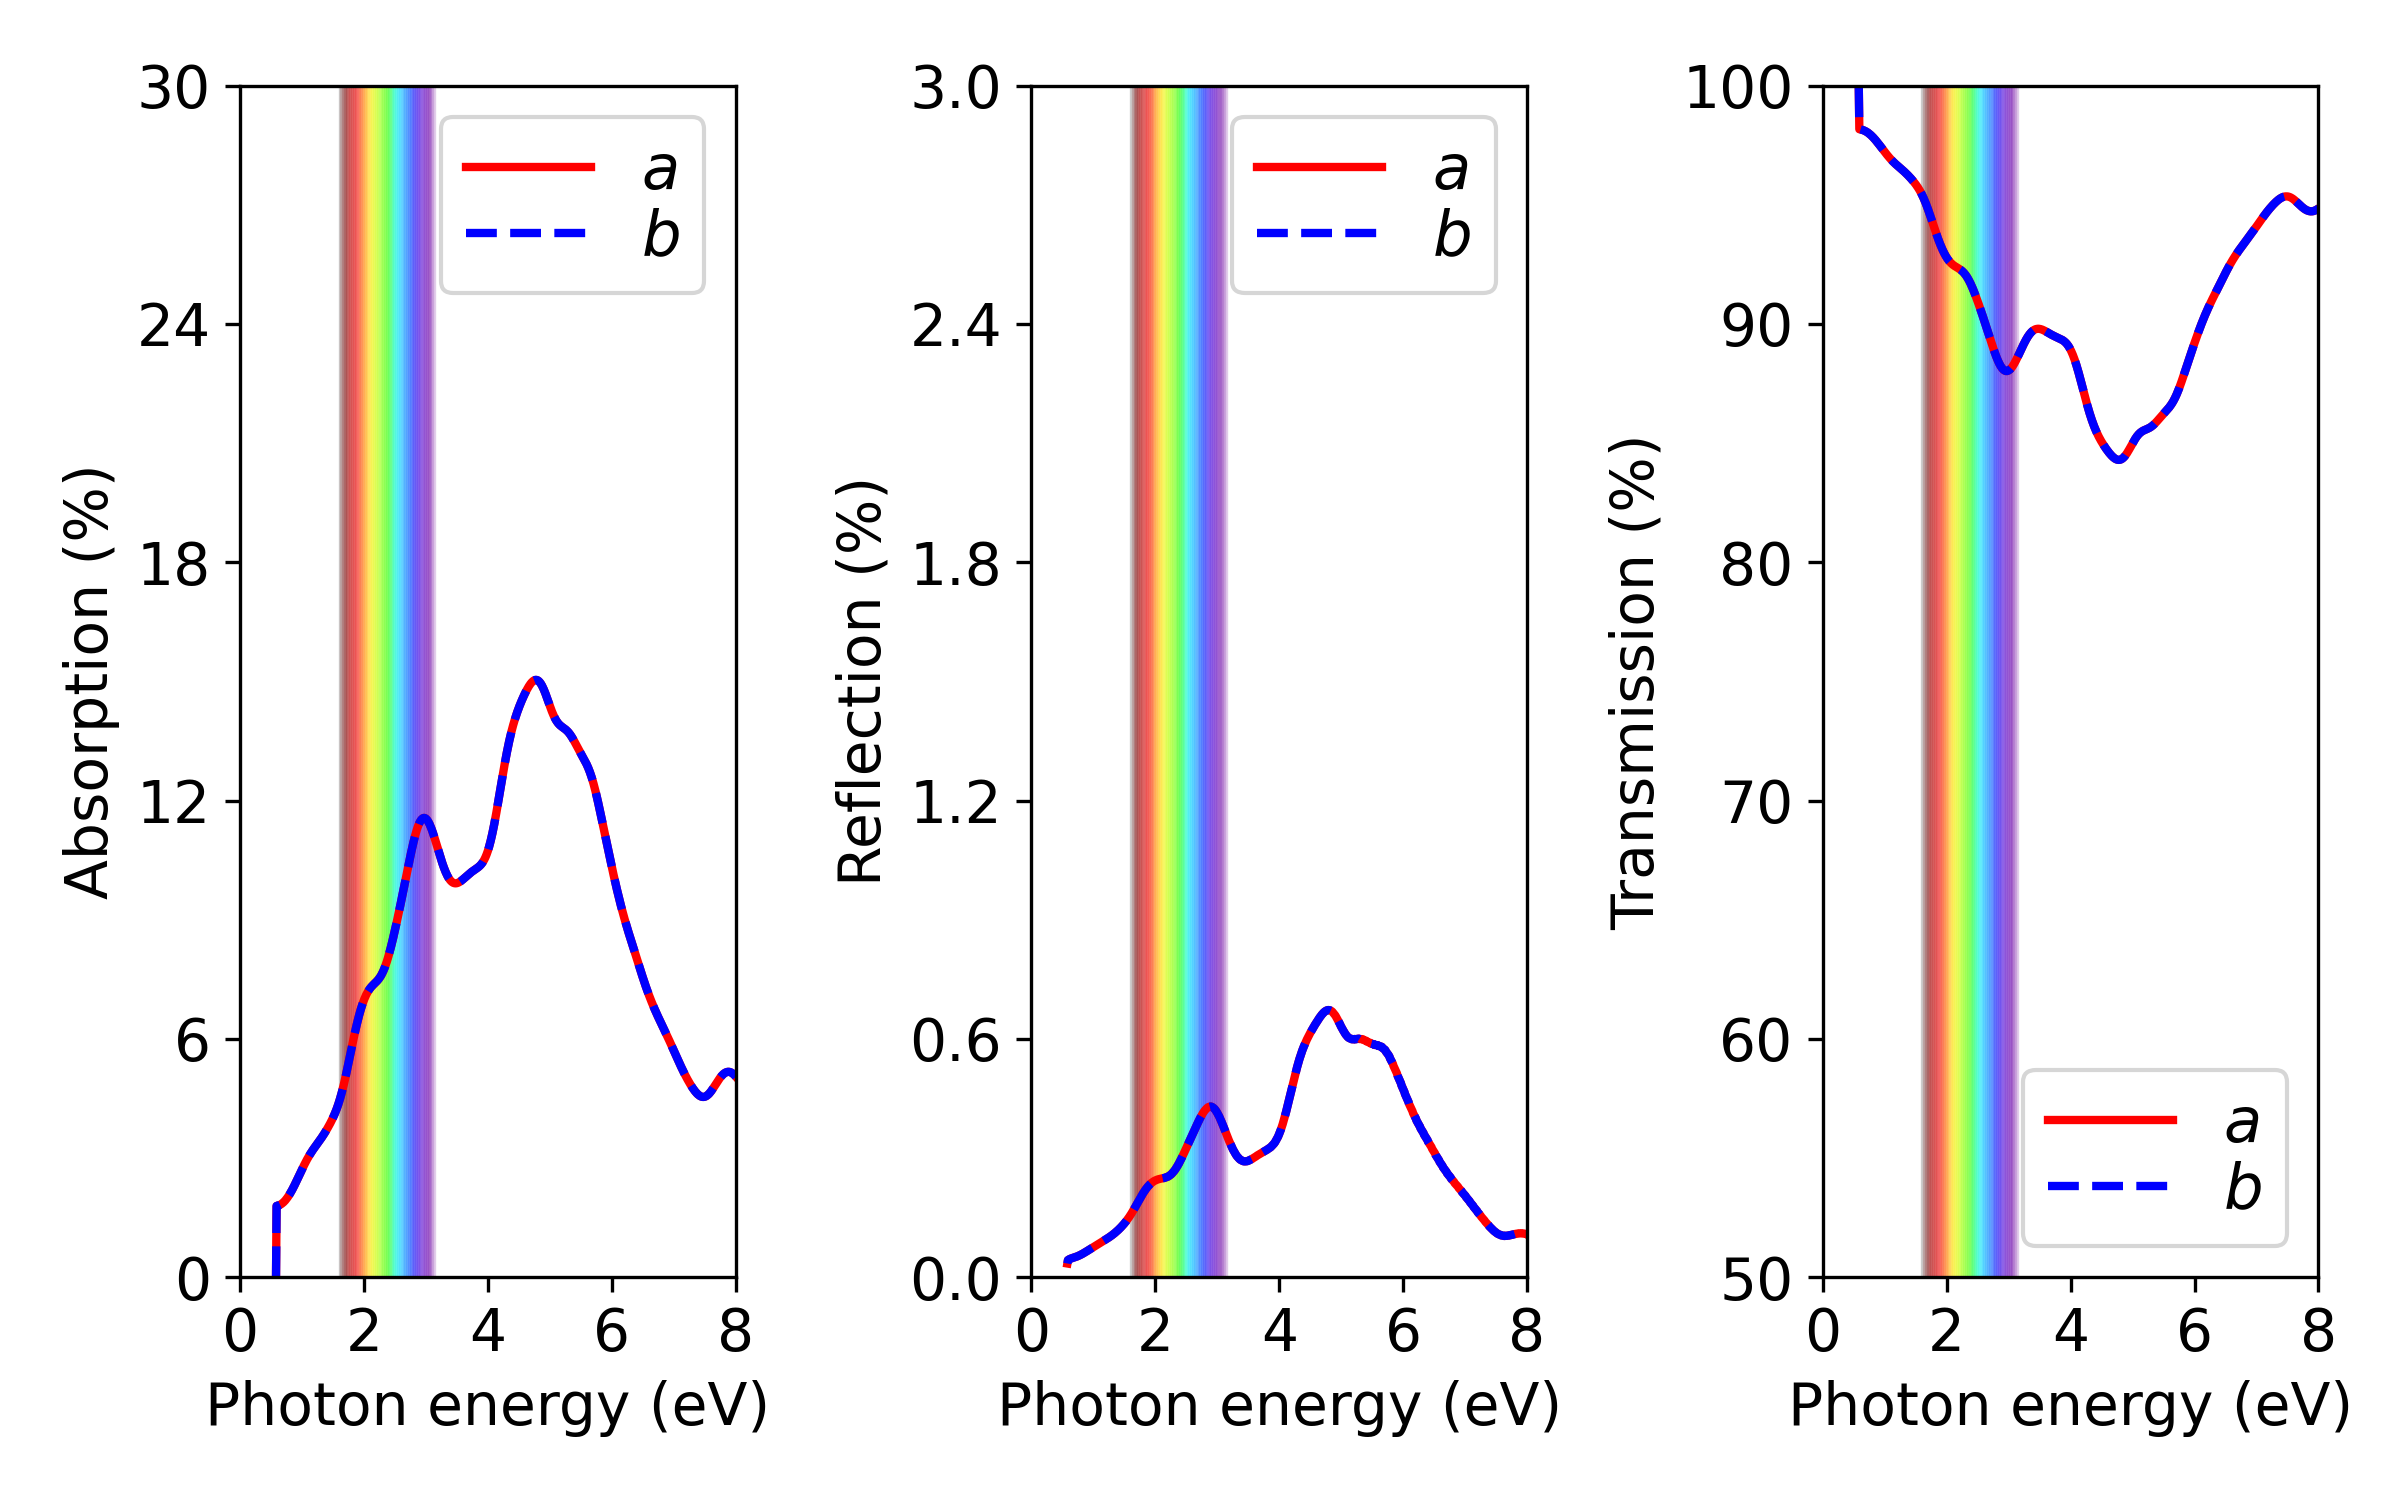 Absorption (%)
30
24
18
12
6
0
0 2 4 6 8
Photon energy (eV)
a
b
Reflection (%)
3.0
2.4
1.8
1.2
0.6
0.0
0 2 4 6 8
Photon energy (eV)
a
b
Transmission (%)
100
90
80
70
60
50
0 2 4 6 8
Photon energy (eV)
a
b